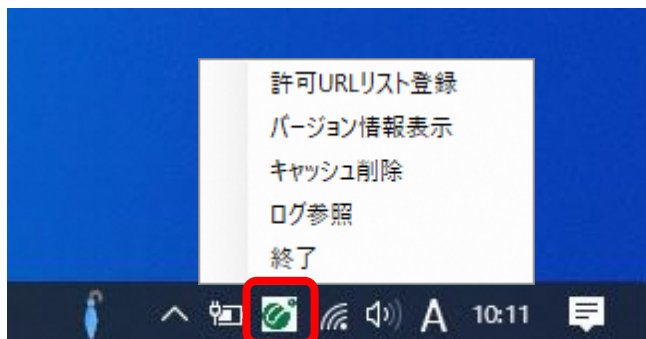 許可URLリスト登録
バージョン情報表示
キャッシュ削除
ログ参照
終了
A 10:11